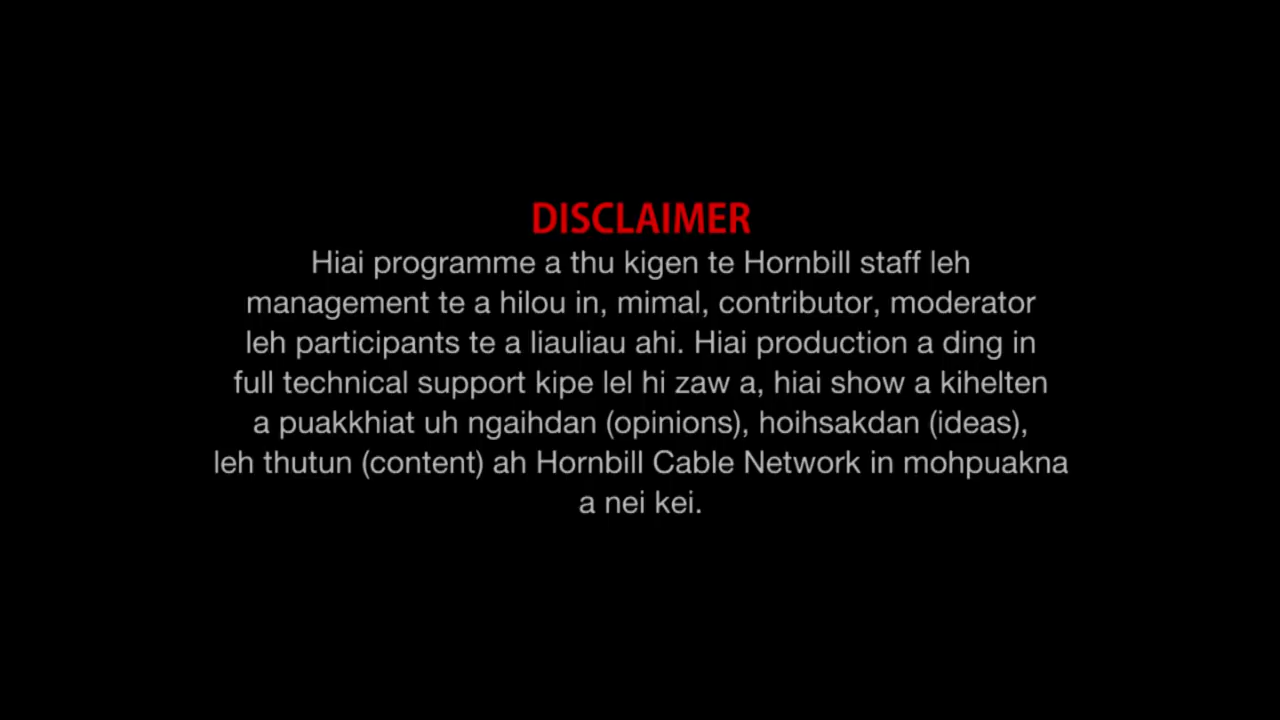 DISCLAIMER
Hiai programme a thu kigen te Hornbill staff leh
management te a hilou in, mimal, contributor, moderator
leh participants te a liauliau ahi. Hiai production a ding in
full technical support kipe lel hi zaw a, hiai show a kihelten
a puakkhiat uh ngaihdan (opinions), hoihsakdan (ideas),
leh thutun (content) ah Hornbill Cable Network in mohpuakna
a nei kei.